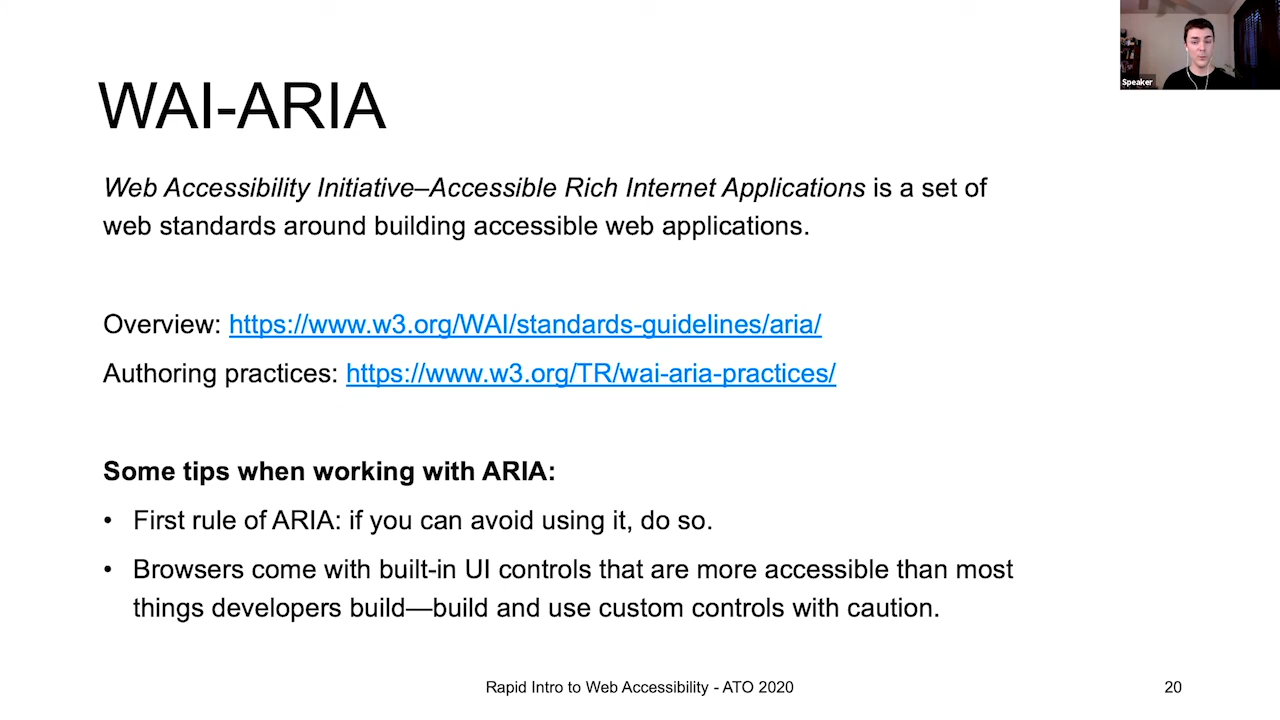 Speaker
WAI-ARIA
Web Accessibility Initiative–Accessible Rich Internet Applications is a set of
web standards around building accessible web applications.
Overview: https://www.w3.org/WAI/standards-guidelines/aria/
Authoring practices: https://www.w3.org/TR/wai-aria-practices/
Some tips when working with ARIA:
• First rule of ARIA: if you can avoid using it, do so.
• Browsers come with built-in UI controls that are more accessible than most
things developers build—build and use custom controls with caution.
Rapid Intro to Web Accessibility - ATO 2020
20